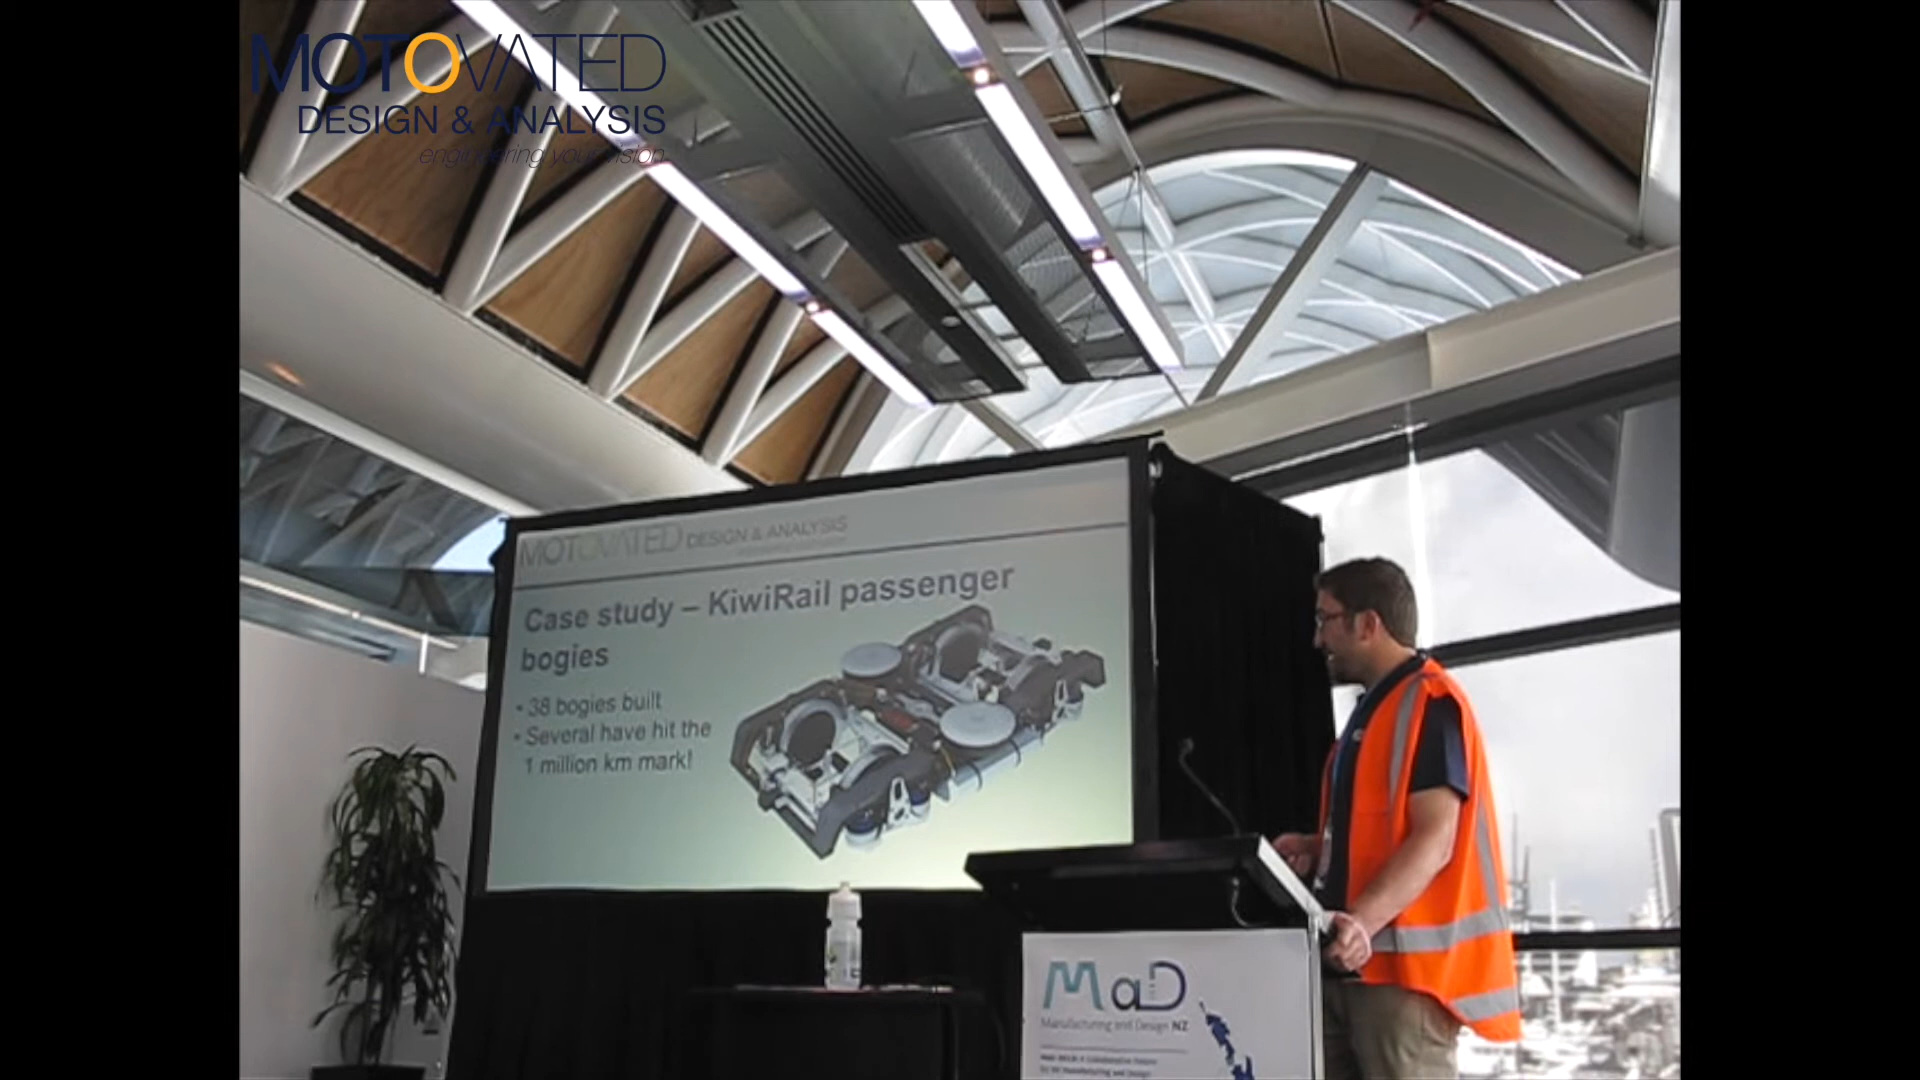 MOTOVATED
DESIGN & ANALYSIS
engineering your vision
MOTOVATED DESIGN & ANALYSIS
Case study – KiwiRail passenger
bogies
• 38 bogies built
• Several have hit the
1 million km mark!
MaD
Manufacturing and Design NZ